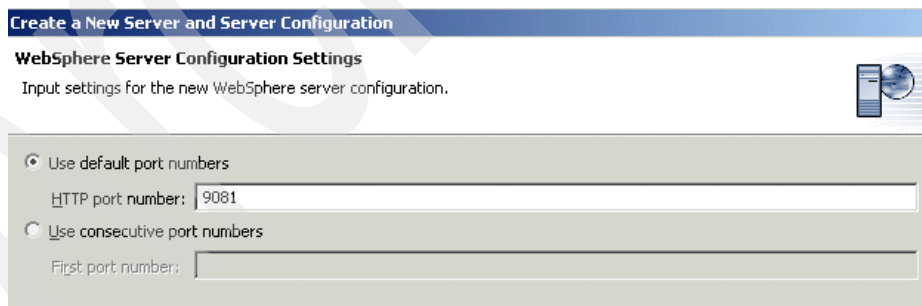 Create a New Server and Server Configuration
WebSphere Server Configuration Settings
Input settings for the new WebSphere server configuration.
Use default port numbers
HTTP port number: 9081
Use consecutive port numbers
First port number: